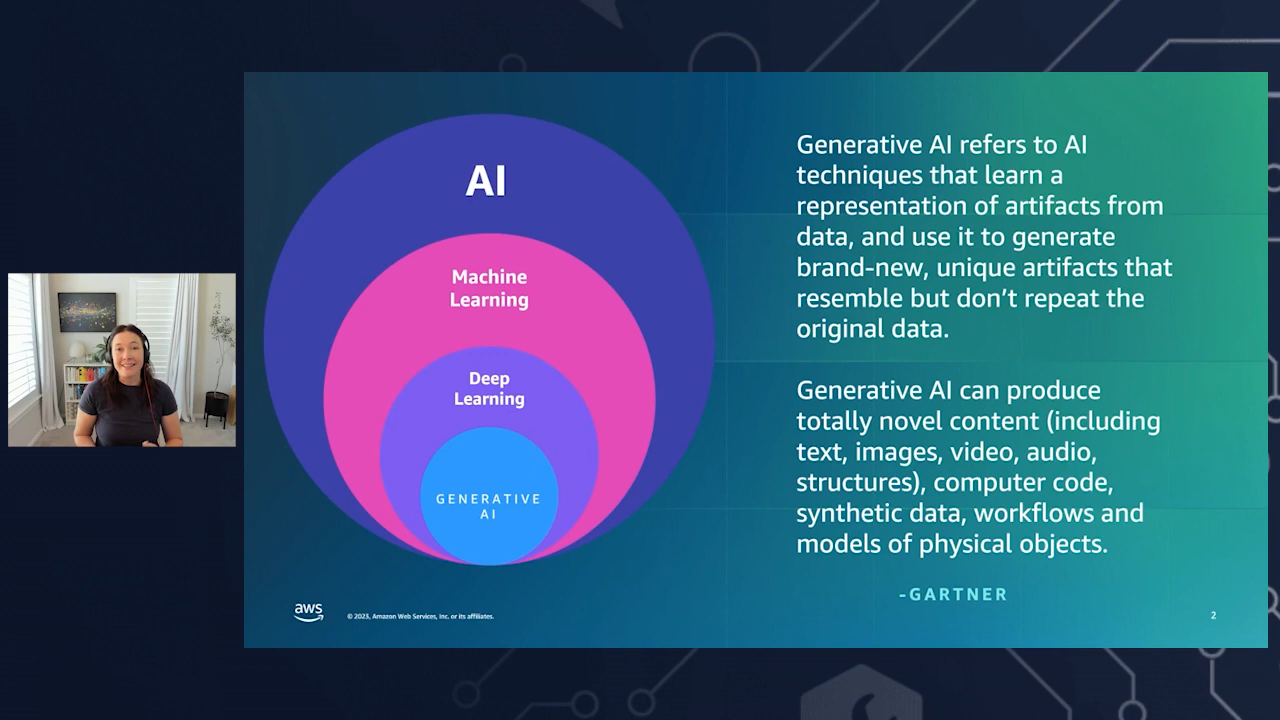 AI
Machine
Learning
Deep
Learning
GENERATIVE
AI
Generative AI refers to AI
techniques that learn a
representation of artifacts from
data, and use it to generate
brand-new, unique artifacts that
resemble but don’t repeat the
original data.
Generative AI can produce
totally novel content (including
text, images, video, audio,
structures), computer code,
synthetic data, workflows and
models of physical objects.
-GARTNER
aws
© 2023, Amazon Web Services, Inc. or its affiliates.
2